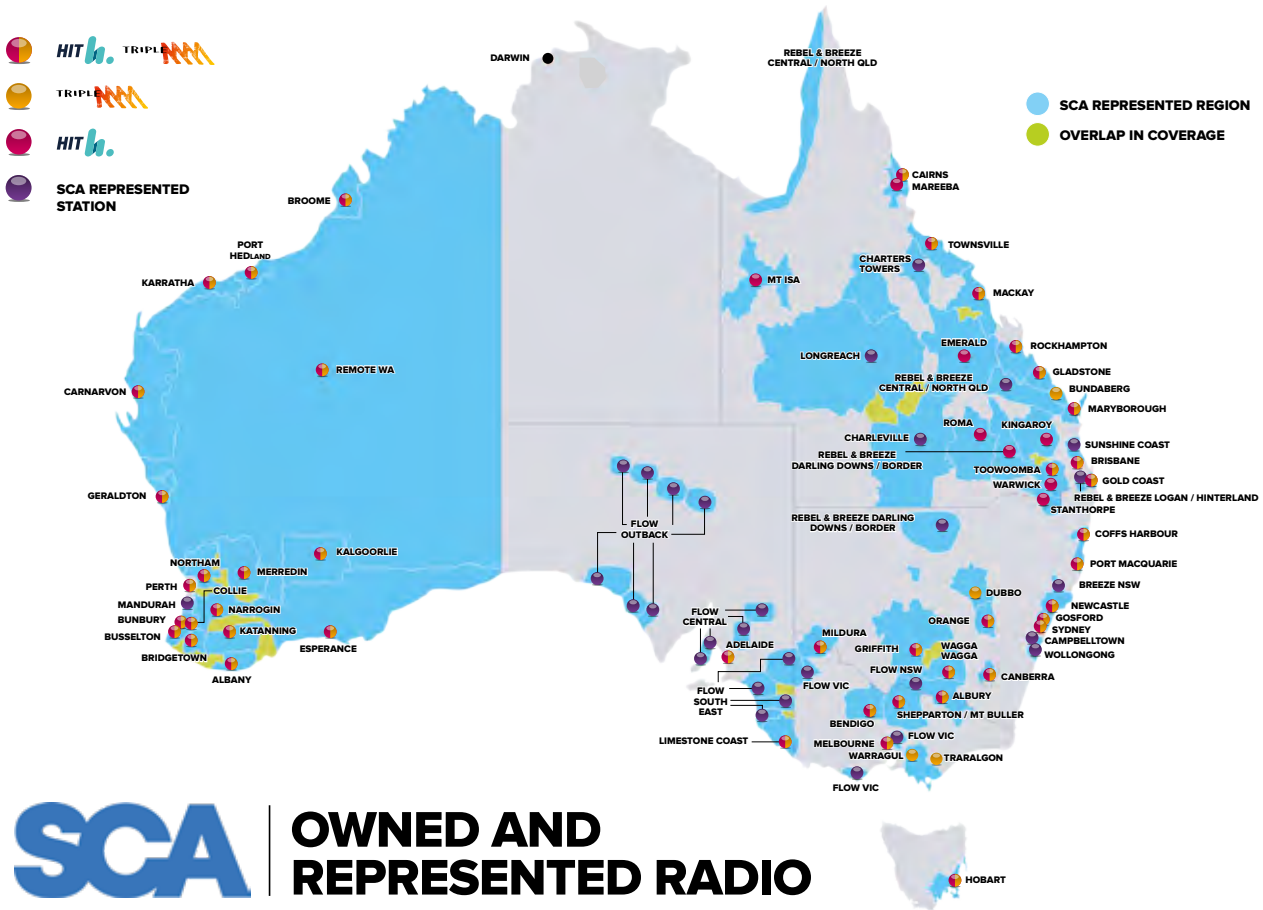 HIT h. TRIPLE M
TRIPLE M
HIT h.
SCA REPRESENTED
STATION
SCA REPRESENTED REGION
OVERLAP IN COVERAGE
DARWIN
REBEL & BREEZE
CENTRAL / NORTH QLD
CAIRNS
MAREEBA
BROOME
PORT
HEDLAND
KARRATHA
TOWNSVILLE
CHARTERS
TOWERS
MT ISA
MACKAY
REMOTE WA
CARNARVON
LONGREACH
EMERALD
ROCKHAMPTON
GLADSTONE
REBEL & BREEZE
CENTRAL / NORTH QLD
BUNDABERG
MARYBOROUGH
ROMA
KINGAROY
CHARLEVILLE
SUNSHINE COAST
REBEL & BREEZE
DARLING DOWNS / BORDER
BRISBANE
TOOWOOMBA
GOLD COAST
WARWICK
REBEL & BREEZE LOGAN / HINTERLAND
STANTHORPE
GERALDTON
FLOW
OUTBACK
REBEL & BREEZE DARLING
DOWNS / BORDER
COFFS HARBOUR
KALGOORLIE
NORTHAM
MERREDIN
PERTH
COLLIE
MANDURAH
NARROGIN
BUNBURY
BUSSELTON
KATANNING
ESPERANCE
BRIDGETOWN
ALBANY
PORT MACQUARIE
BREEZE NSW
DUBBO
NEWCASTLE
FLOW
CENTRAL
ORANGE
GOSFORD
SYDNEY
MILDURA
CAMPBELLTOWN
ADELAIDE
GRIFFITH
WAGGA
WAGGA
WOLLONGONG
FLOW NSW
CANBERRA
FLOW VIC
FLOW
SOUTH
EAST
ALBURY
SHEPPARTON / MT BULLER
BENDIGO
LIMESTONE COAST
MELBOURNE
FLOW VIC
WARRAGUL
TRARALGON
FLOW VIC
HOBART
SCA
OWNED AND
REPRESENTED RADIO